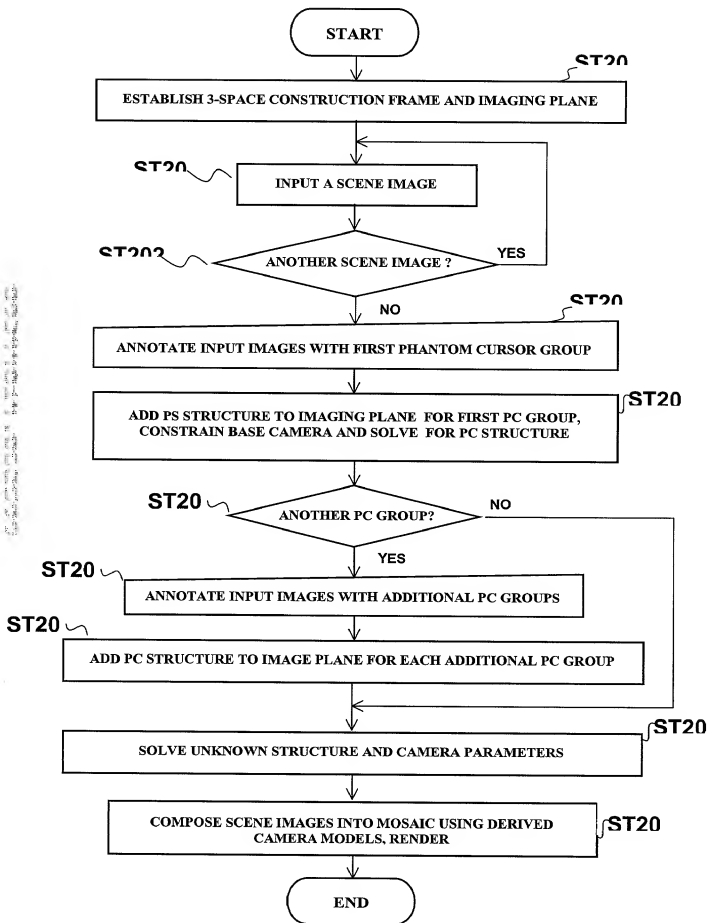 START
ST20
ESTABLISH 3-SPACE CONSTRUCTION FRAME AND IMAGING PLANE
ST20
INPUT A SCENE IMAGE
ST202
ANOTHER SCENE IMAGE ?
YES
NO
ST20
ANNOTATE INPUT IMAGES WITH FIRST PHANTOM CURSOR GROUP
ST20
ADD PS STRUCTURE TO IMAGING PLANE FOR FIRST PC GROUP,
CONSTRAIN BASE CAMERA AND SOLVE FOR PC STRUCTURE
ST20
ANOTHER PC GROUP?
NO
YES
ST20
ANNOTATE INPUT IMAGES WITH ADDITIONAL PC GROUPS
ST20
ADD PC STRUCTURE TO IMAGE PLANE FOR EACH ADDITIONAL PC GROUP
ST20
SOLVE UNKNOWN STRUCTURE AND CAMERA PARAMETERS
ST20
COMPOSE SCENE IMAGES INTO MOSAIC USING DERIVED
CAMERA MODELS, RENDER
END